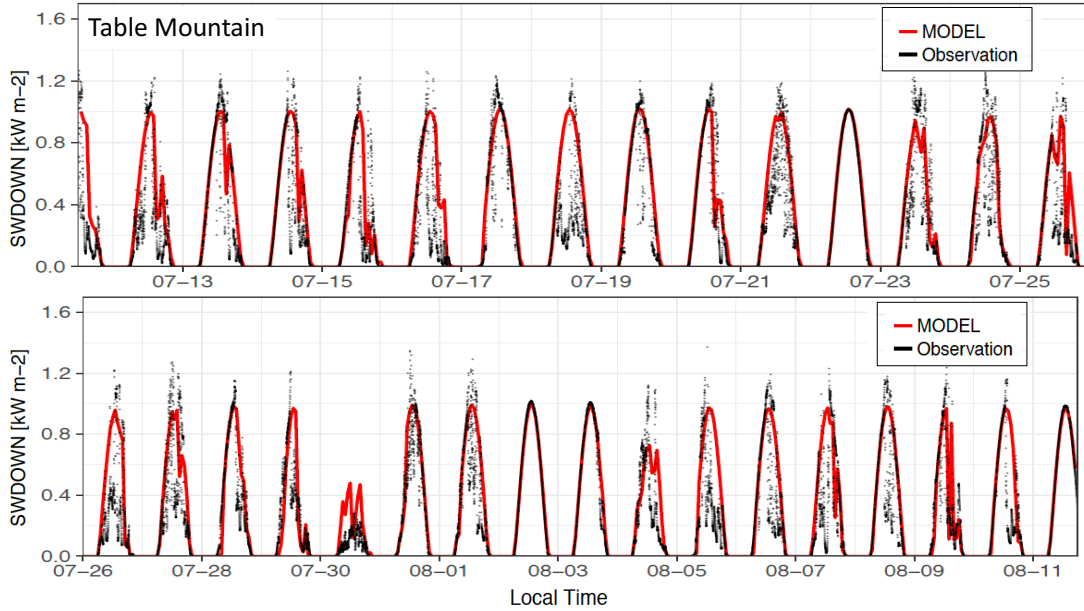 Table Mountain
MODEL
Observation
SWDOWN [kW m-2]
1.6
1.2
0.8
0.4
0.0
07-13 07-15 07-17 07-19 07-21 07-23 07-25
MODEL
Observation
SWDOWN [kW m-2]
1.6
1.2
0.8
0.4
0.0
07-26 07-28 07-30 08-01 08-03 08-05 08-07 08-09 08-11
Local Time